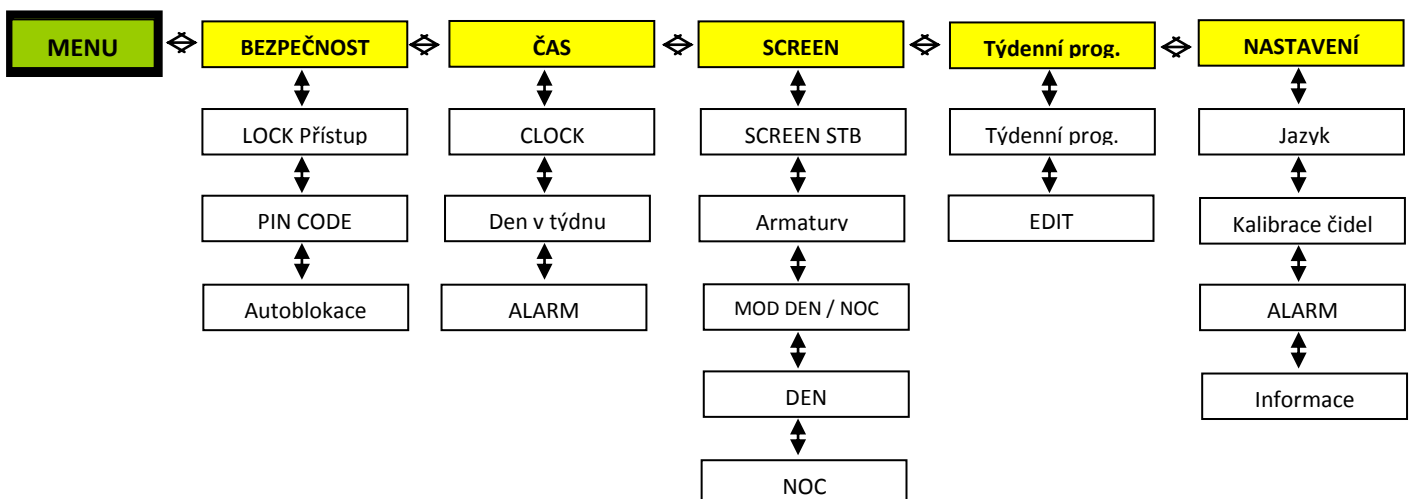 MENU
BEZPEČNOST
ČAS
SCREEN
Týdenní prog.
NASTAVENÍ
LOCK Přístup
CLOCK
SCREEN STB
Týdenní prog.
Jazyk
PIN CODE
Den v týdnu
Armatury
EDIT
Kalibrace čidel
Autoblokace
ALARM
MOD DEN / NOC
ALARM
DEN
Informace
NOC